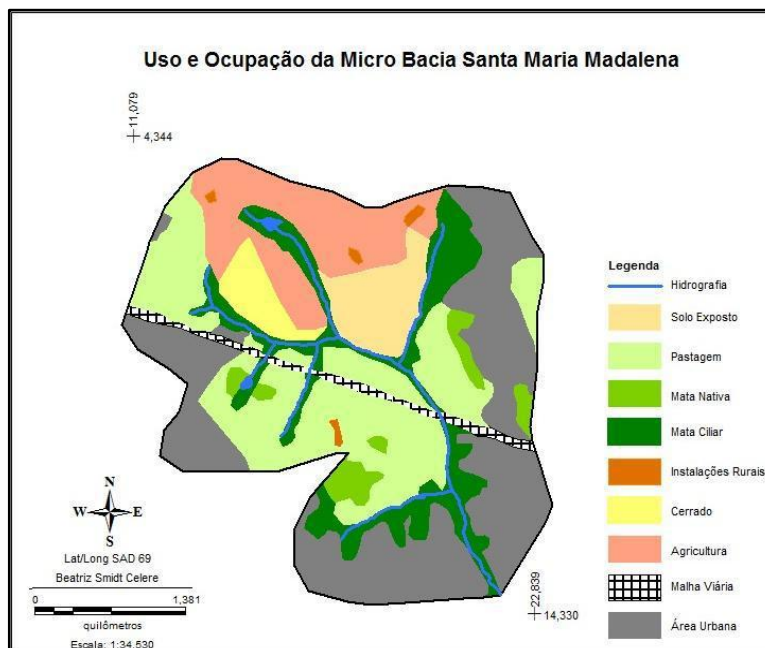 Uso e Ocupação da Micro Bacia Santa Maria Madalena
11,079
4,344
Legenda
Hidrografia
Solo Exposto
Pastagem
Mata Nativa
Mata Ciliar
Instalações Rurais
Cerrado
Agricultura
Malha Viária
Área Urbana
N
W E
S
Lat/Long SAD 69
Beatriz Smidt Celere
0 1,381
quilômetros
Escala: 1:34.530
22,839
14,330